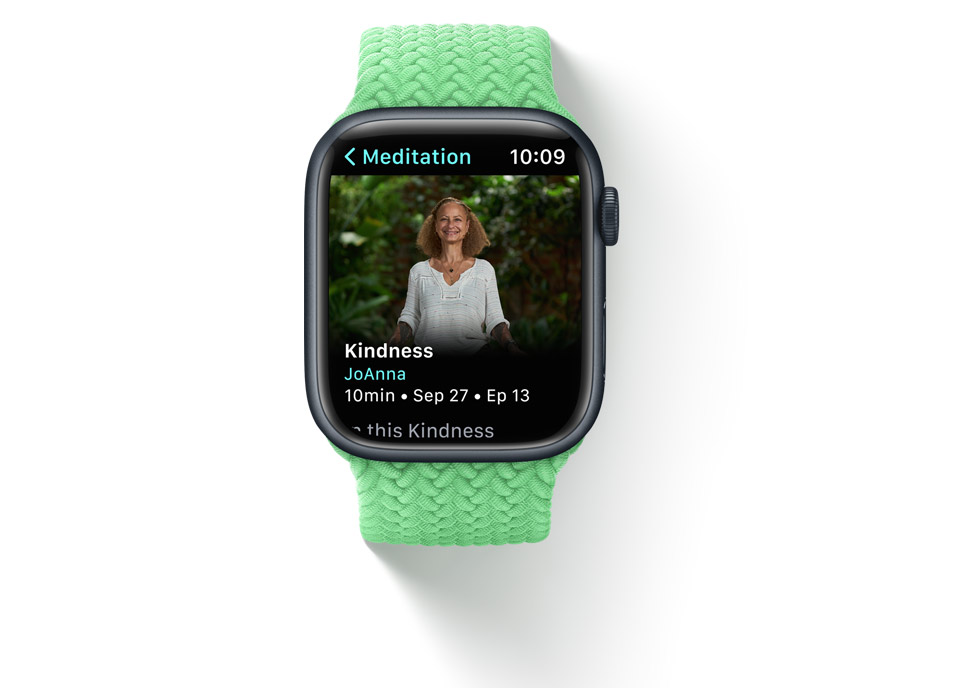 Meditation 10:09
Kindness
JoAnna
10min • Sep 27 • Ep 13
this Kindness